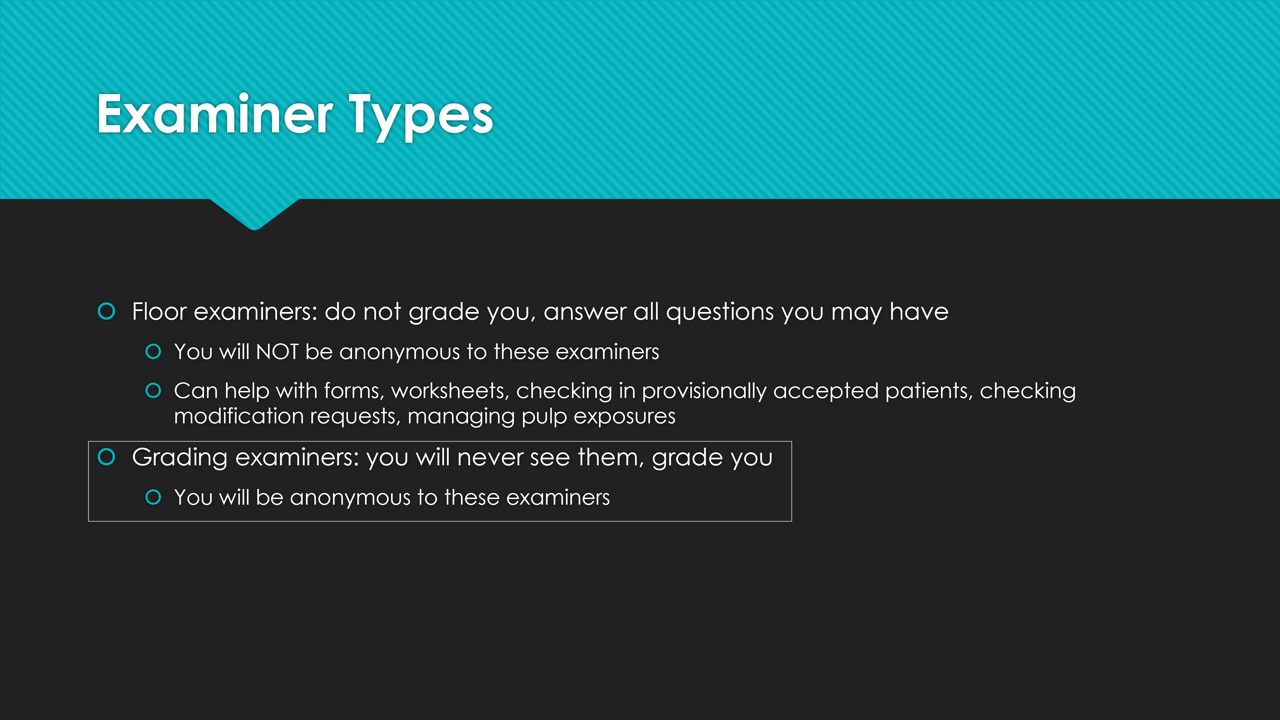 Examiner Types
Floor examiners: do not grade you, answer all questions you may have
You will NOT be anonymous to these examiners
Can help with forms, worksheets, checking in provisionally accepted patients, checking
modification requests, managing pulp exposures
Grading examiners: you will never see them, grade you
You will be anonymous to these examiners